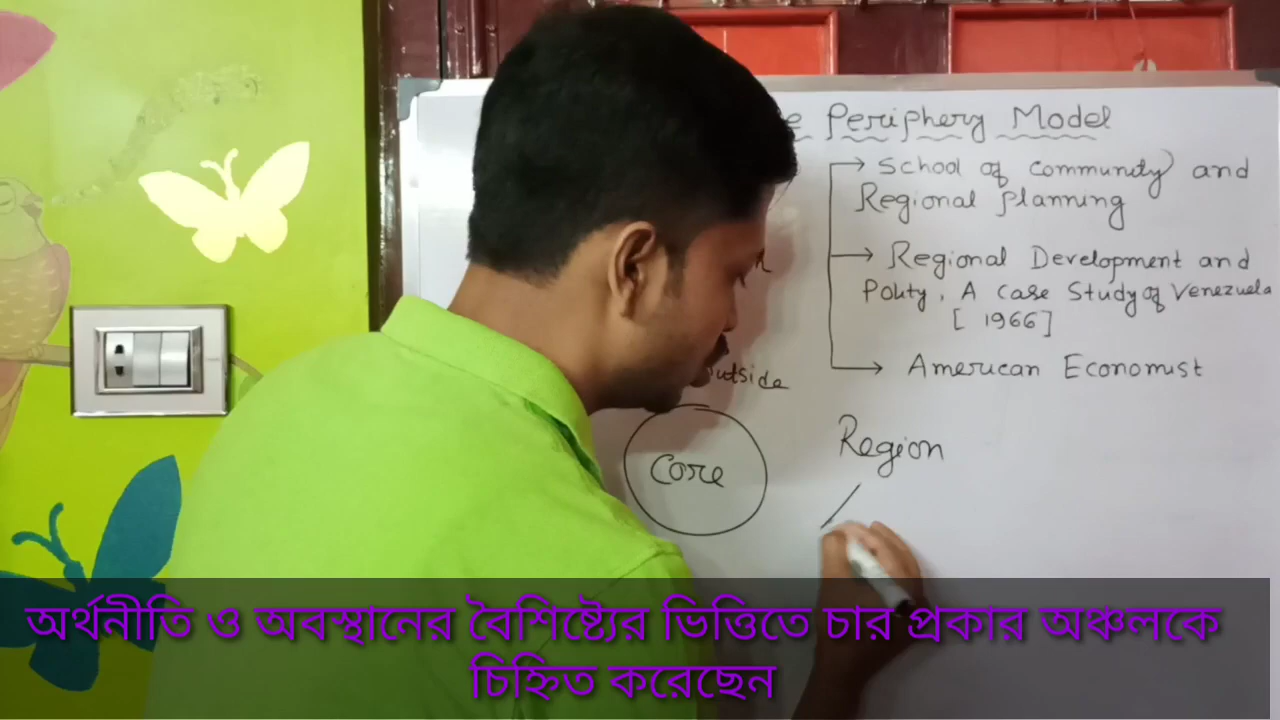 Periphery Model
School of community and
Regional planning
Regional Development and
Polity, A case Study of Venezuela
[ 1966]
American Economist
outside
Region
Core
অর্থনীতি ও অবস্থানের বৈশিষ্ট্যের ভিত্তিতে চার প্রকার অঞ্চলকে
চিহ্নিত করেছেন